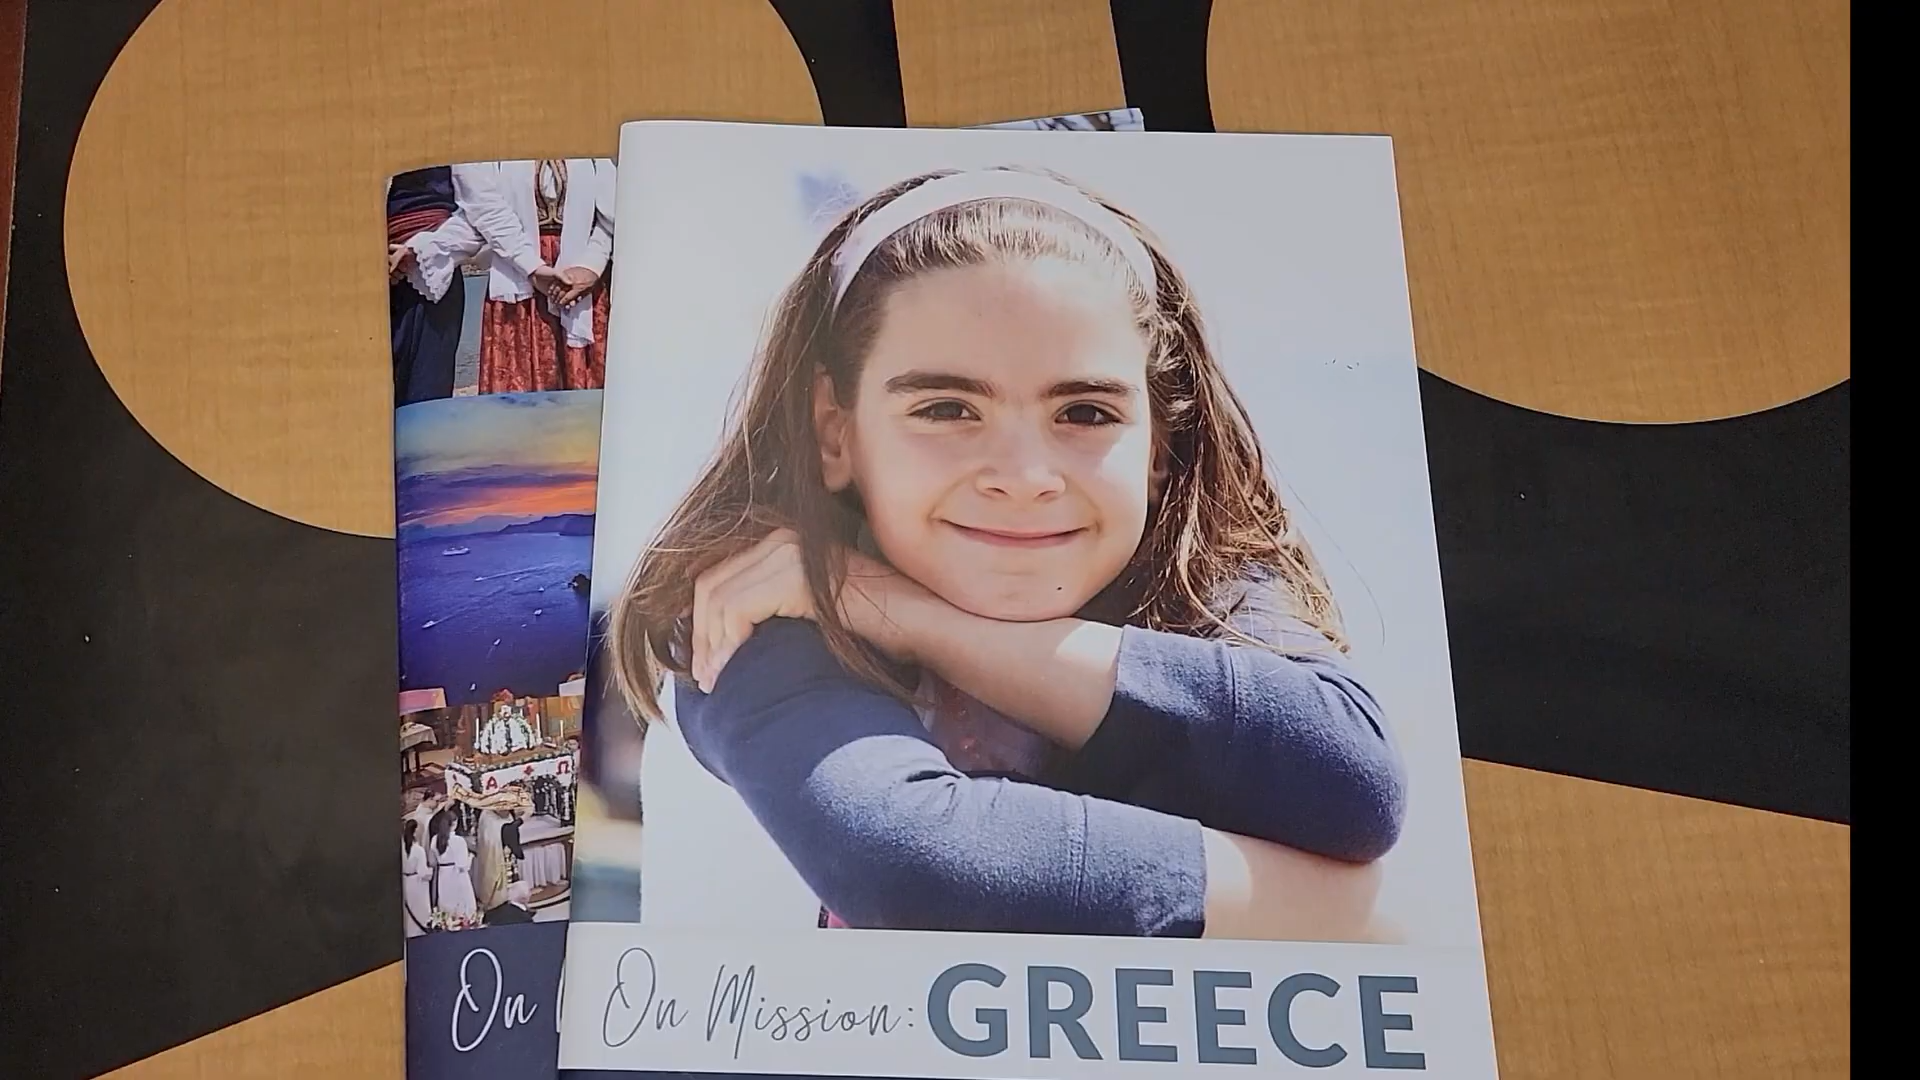 A + Ω
On
On Mission: GREECE